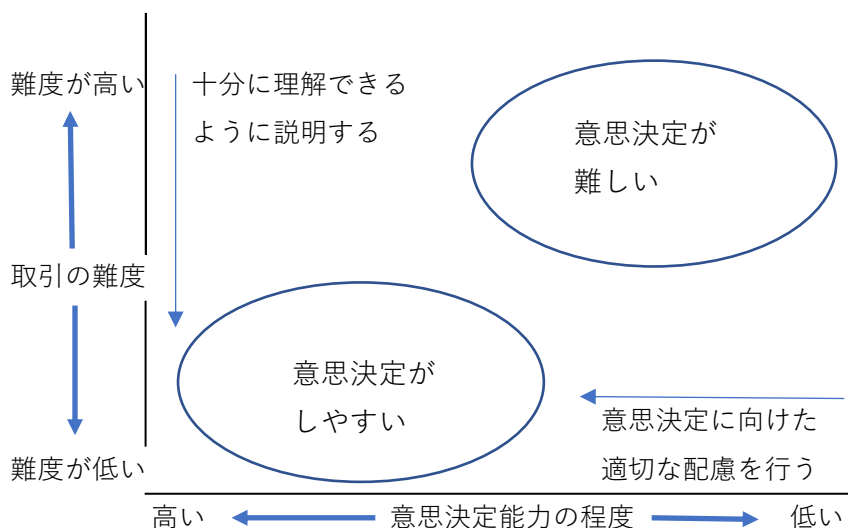 難度が高い
十分に理解できる
ように説明する
意思決定が
難しい
取引の難度
意思決定が
しやすい
意思決定に向けた
適切な配慮を行う
難度が低い
高い
意思決定能力の程度
低い